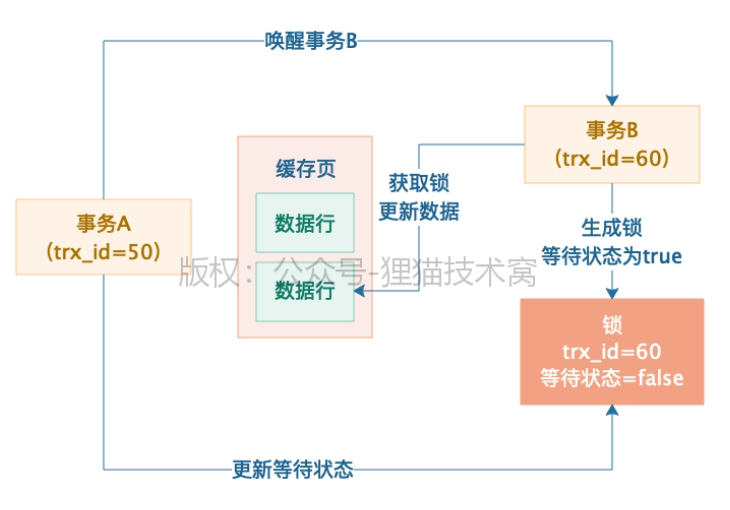 唤醒事务B
事务B
（trx_id=60）
缓存页
获取锁
更新数据
数据行
事务A
（trx_id=50）
生成锁
等待状态为true
版权：公众号-狸猫技术窝
数据行
锁
trx_id=60
等待状态=false
更新等待状态